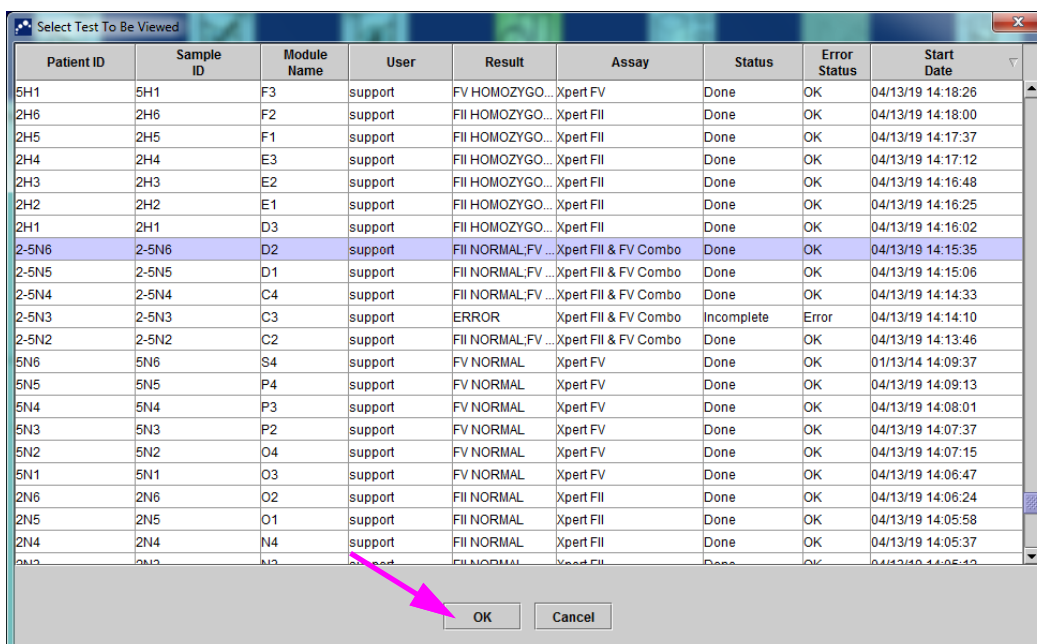 Select Test To Be Viewed
Patient ID Sample ID Module Name User Result Assay Status Error Status Start Date
5H1 5H1 F3 support FV HOMOZYGO... Xpert FV Done OK 04/13/19 14:18:26
2H6 2H6 F2 support FII HOMOZYGO... Xpert FII Done OK 04/13/19 14:18:00
2H5 2H5 F1 support FII HOMOZYGO... Xpert FII Done OK 04/13/19 14:17:37
2H4 2H4 E3 support FII HOMOZYGO... Xpert FII Done OK 04/13/19 14:17:12
2H3 2H3 E2 support FII HOMOZYGO... Xpert FII Done OK 04/13/19 14:16:48
2H2 2H2 E1 support FII HOMOZYGO... Xpert FII Done OK 04/13/19 14:16:25
2H1 2H1 D3 support FII HOMOZYGO... Xpert FII Done OK 04/13/19 14:16:02
2-5N6 2-5N6 D2 support FII NORMAL;FV ... Xpert FII & FV Combo Done OK 04/13/19 14:15:35
2-5N5 2-5N5 D1 support FII NORMAL;FV ... Xpert FII & FV Combo Done OK 04/13/19 14:15:06
2-5N4 2-5N4 C4 support FII NORMAL;FV ... Xpert FII & FV Combo Done OK 04/13/19 14:14:33
2-5N3 2-5N3 C3 support ERROR Xpert FII & FV Combo Incomplete Error 04/13/19 14:14:10
2-5N2 2-5N2 C2 support FII NORMAL;FV ... Xpert FII & FV Combo Done OK 04/13/19 14:13:46
5N6 5N6 S4 support FV NORMAL Xpert FV Done OK 01/13/14 14:09:37
5N5 5N5 P4 support FV NORMAL Xpert FV Done OK 04/13/19 14:09:13
5N4 5N4 P3 support FV NORMAL Xpert FV Done OK 04/13/19 14:08:01
5N3 5N3 P2 support FV NORMAL Xpert FV Done OK 04/13/19 14:07:37
5N2 5N2 O4 support FV NORMAL Xpert FV Done OK 04/13/19 14:07:15
5N1 5N1 O3 support FV NORMAL Xpert FV Done OK 04/13/19 14:06:47
2N6 2N6 O2 support FII NORMAL Xpert FII Done OK 04/13/19 14:06:24
2N5 2N5 O1 support FII NORMAL Xpert FII Done OK 04/13/19 14:05:58
2N4 2N4 N4 support FII NORMAL Xpert FII Done OK 04/13/19 14:05:37
OK Cancel